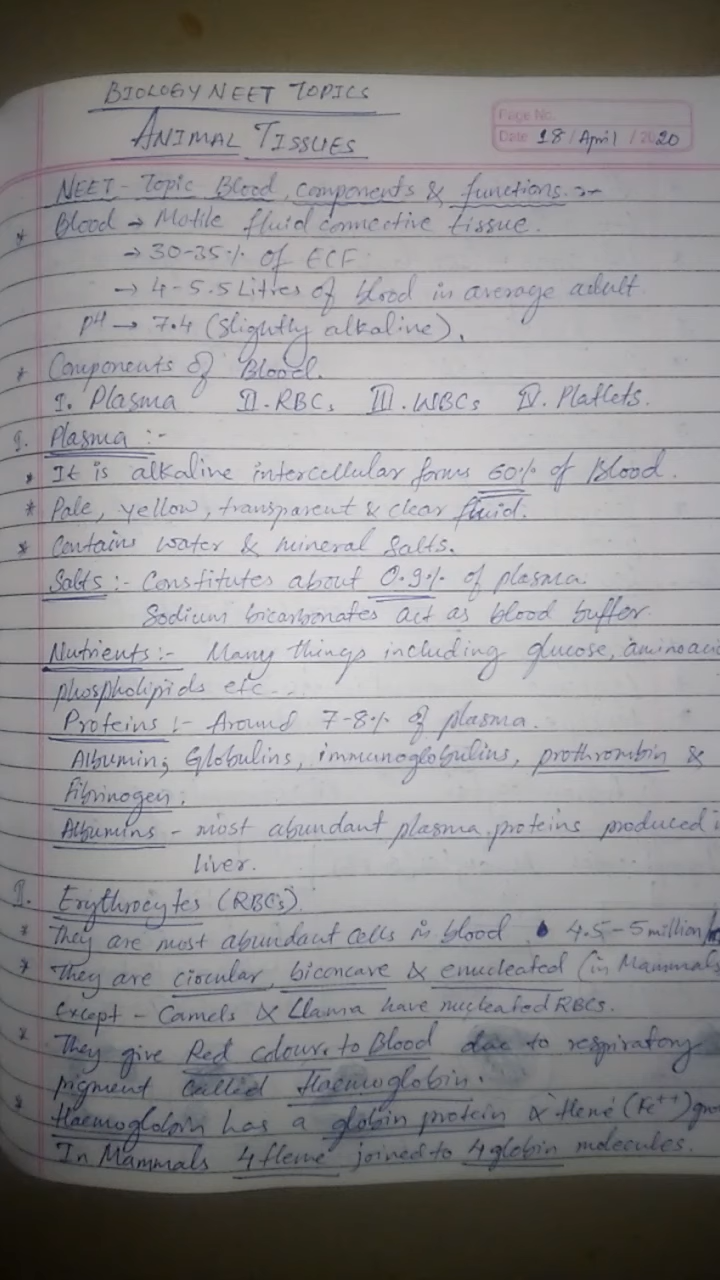 BIOLOGY NEET TOPICS
ANIMAL TISSUES
Page No.
Date 18 / April / 2020
NEET - Topic Blood, components & functions :-
* Blood → Motile fluid connective tissue.
→ 30-35% of ECF
→ 4-5.5 Litres of blood in average adult
pH → 7.4 (slightly alkaline).
* Components of Blood.
I. Plasma II. RBCs III. WBCs IV. Platlets.
I. Plasma :-
* It is alkaline intercellular forms 60% of Blood.
* Pale, yellow, transparent & clear fluid.
* Contains water & mineral salts.
Salts :- Constitutes about 0.9% of plasma.
Sodium bicarbonates act as blood buffer.
Nutrients :- Many things including glucose, amino
phospholipids etc...
Proteins :- Around 7-8% of plasma.
Albumin, Globulins, immunoglobulins, prothrombin &
fibrinogen.
Albumins - most abundant plasma proteins produced
liver.
II. Erythrocytes (RBCs)
* They are most abundant cells in blood 4.5-5 million/
* They are circular, biconcave & enucleated (in Mammals
Except - Camels & Llama have nucleated RBCs.
* They give Red colour to Blood due to respiratory
pigment called Haemoglobin.
* Haemoglobin has a globin protein & Heme (Fe++)
In Mammals 4 Heme joined to 4 globin molecules.